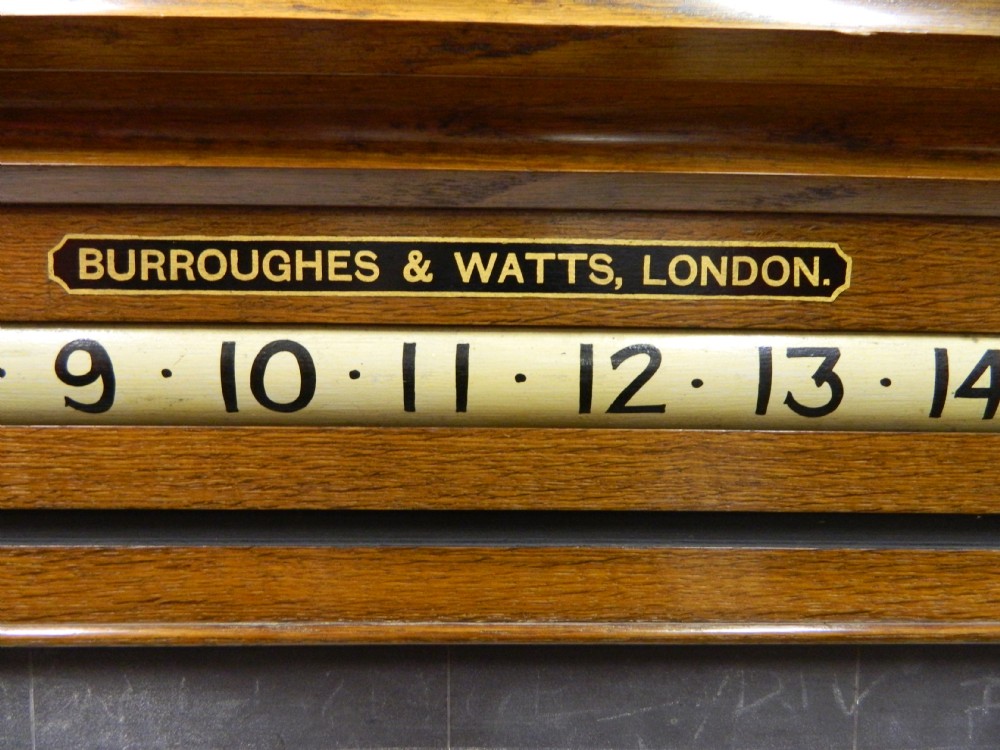 BURROUGHES & WATTS, LONDON.
· 9 · 10 · 11 · 12 · 13 · 14